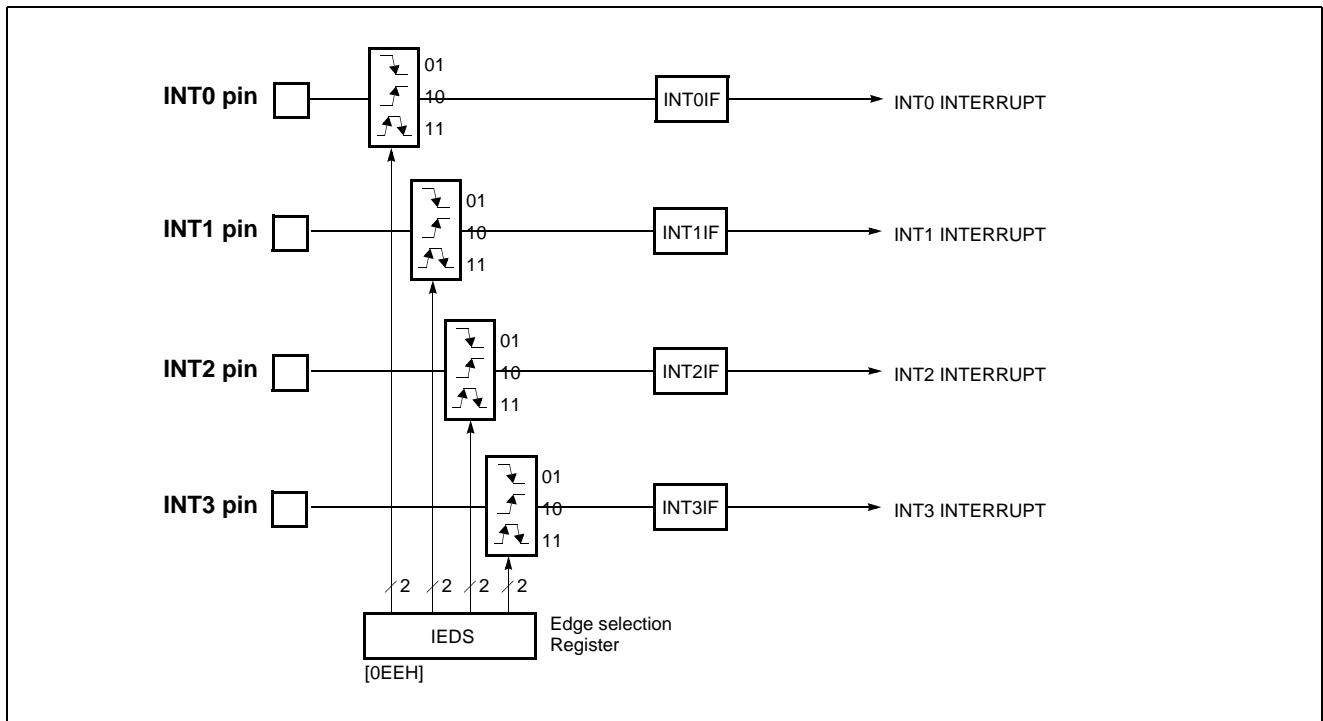 01
INT0 pin 10 INT0IF INT0 INTERRUPT
11
01
INT1 pin 10 INT1IF INT1 INTERRUPT
11
01
INT2 pin 10 INT2IF INT2 INTERRUPT
11
01
INT3 pin 10 INT3IF INT3 INTERRUPT
11
2 2 2 2
IEDS Edge selection
Register
[0EEH]